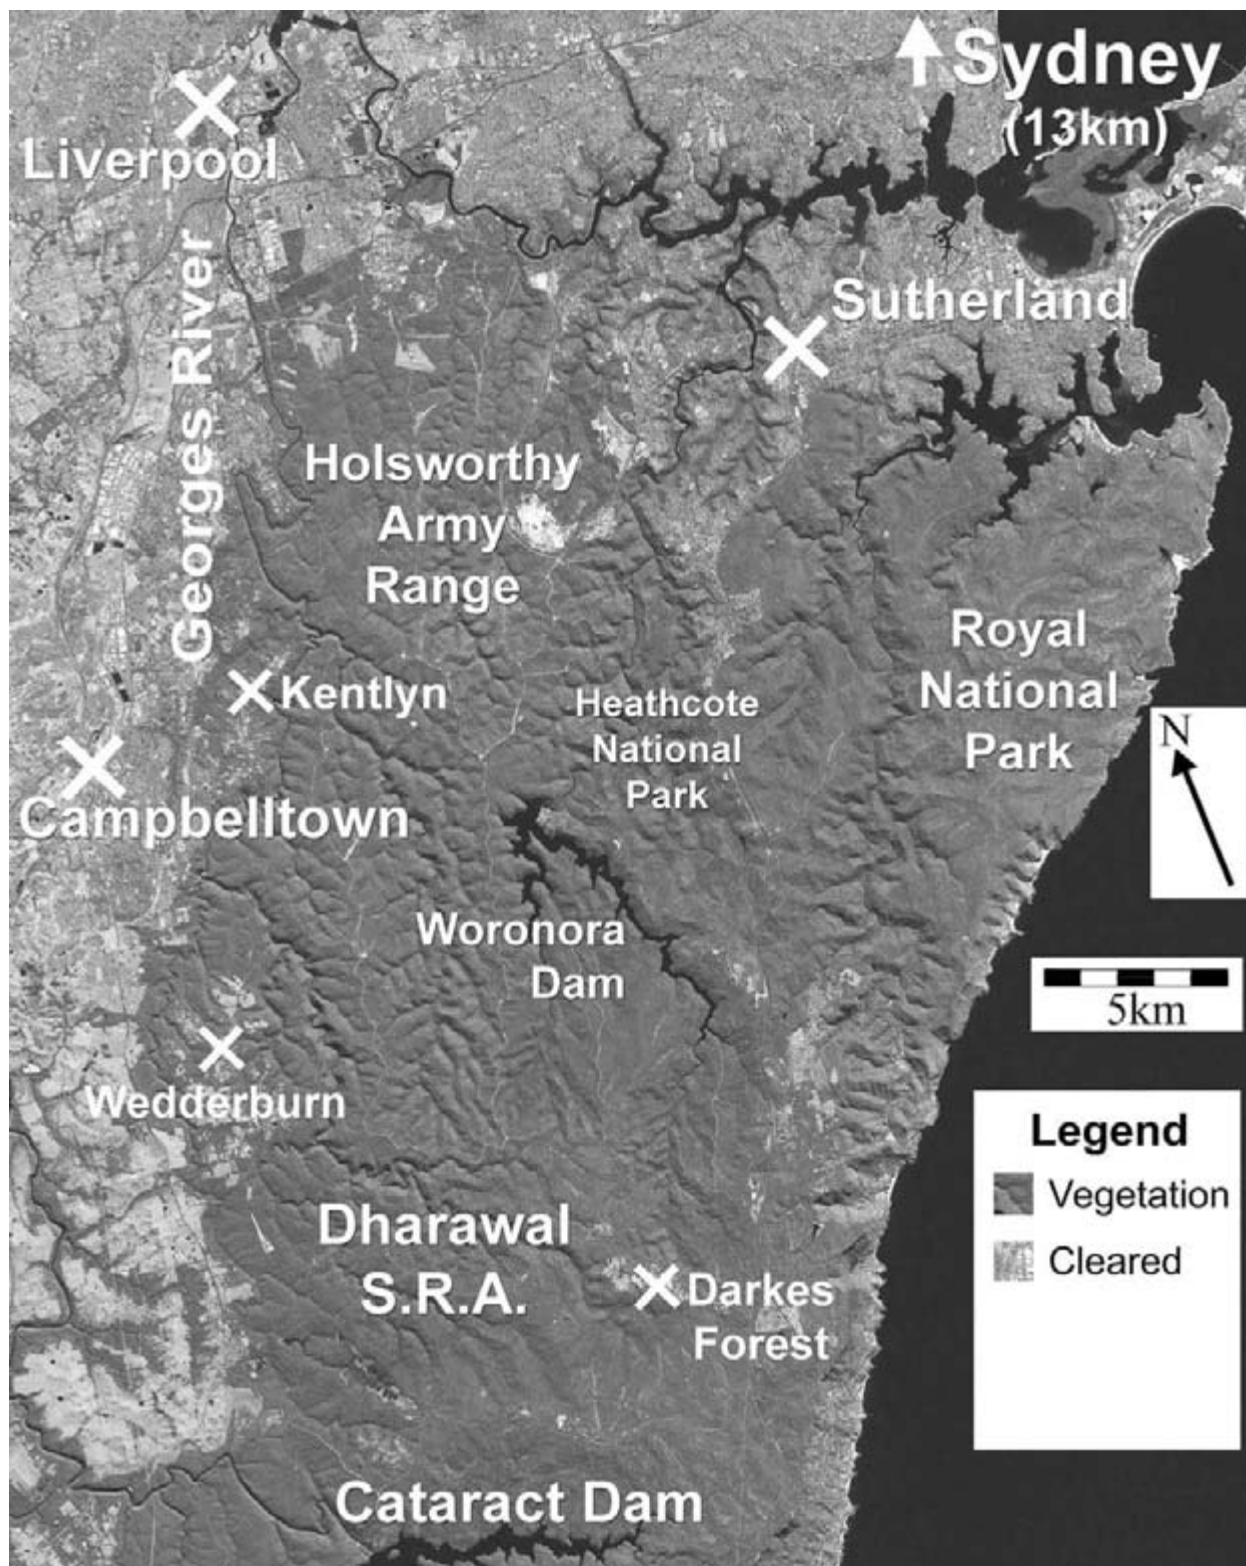 Sydney
(13km)
Liverpool
Georges River
Sutherland
Holsworthy
Army
Range
Royal
National
Park
Kentlyn
Heathcote
National
Park
N
Campbelltown
Woronora
Dam
5km
Wedderburn
Legend
Vegetation
Cleared
Dharawal
S.R.A.
Darkes
Forest
Cataract Dam